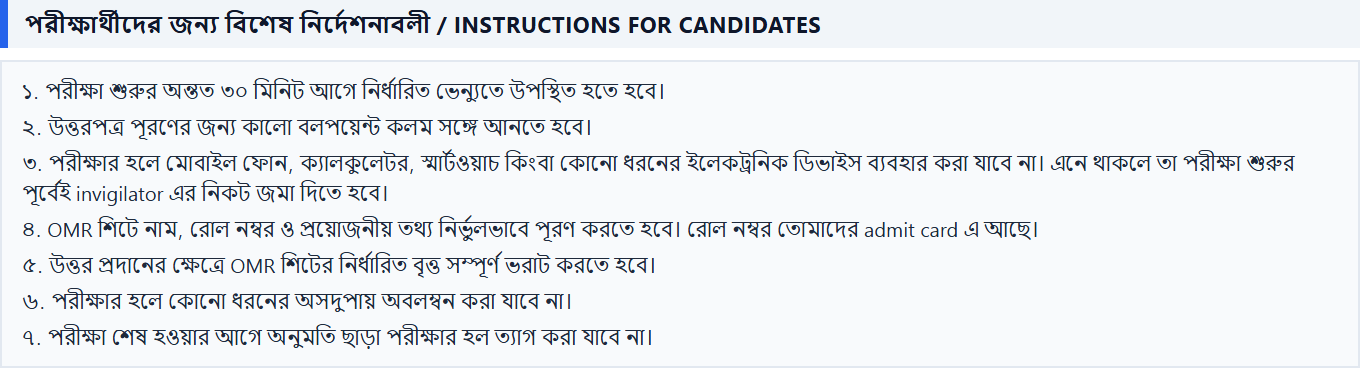 পরীক্ষার্থীদের জন্য বিশেষ নির্দেশনাবলী / INSTRUCTIONS FOR CANDIDATES
১. পরীক্ষা শুরুর অন্তত ৩০ মিনিট আগে নির্ধারিত ভেন্যুতে উপস্থিত হতে হবে।
২. উত্তরপত্র পূরণের জন্য কালো বলপয়েন্ট কলম সঙ্গে আনতে হবে।
৩. পরীক্ষার হলে মোবাইল ফোন, ক্যালকুলেটর, স্মার্টওয়াচ কিংবা কোনো ধরনের ইলেকট্রনিক ডিভাইস ব্যবহার করা যাবে না। এনে থাকলে তা পরীক্ষা শুরুর
পূর্বেই invigilator এর নিকট জমা দিতে হবে।
৪. OMR শিটে নাম, রোল নম্বর ও প্রয়োজনীয় তথ্য নির্ভুলভাবে পূরণ করতে হবে। রোল নম্বর তোমাদের admit card এ আছে।
৫. উত্তর প্রদানের ক্ষেত্রে OMR শিটের নির্ধারিত বৃত্ত সম্পূর্ণ ভরাট করতে হবে।
৬. পরীক্ষার হলে কোনো ধরনের অসদুপায় অবলম্বন করা যাবে না।
৭. পরীক্ষা শেষ হওয়ার আগে অনুমতি ছাড়া পরীক্ষার হল ত্যাগ করা যাবে না।